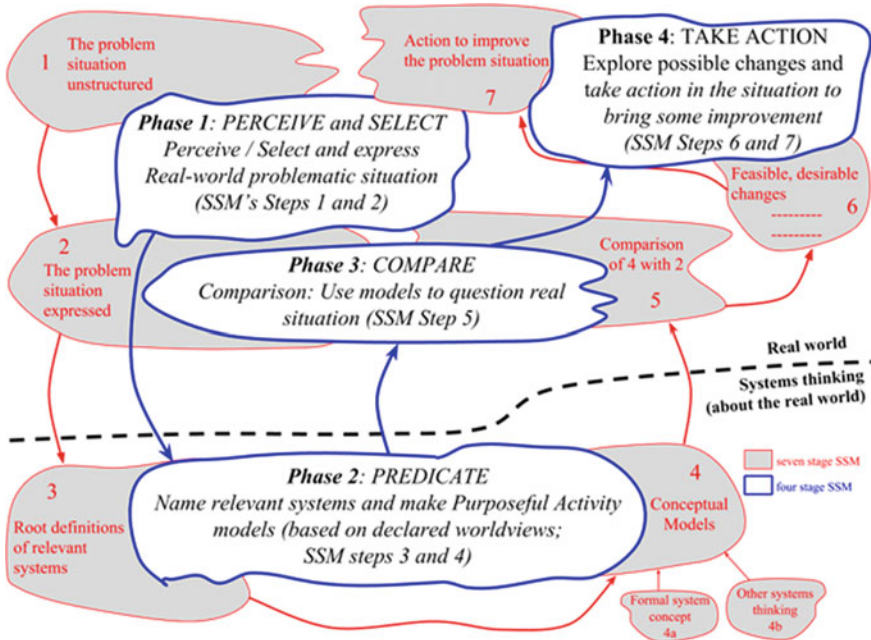 1
The problem
situation
unstructured
Action to improve
the problem situation
7
Phase 4: TAKE ACTION
Explore possible changes and
take action in the situation to
bring some improvement
(SSM Steps 6 and 7)
Phase 1: PERCEIVE and SELECT
Perceive / Select and express
Real-world problematic situation
(SSM's Steps 1 and 2)
Feasible, desirable
changes
---------
---------
6
2
The problem
situation
expressed
Phase 3: COMPARE
Comparison: Use models to question real
situation (SSM Step 5)
Comparison
of 4 with 2
5
Real world
Systems thinking
(about the real world)
3
Root definitions
of relevant
systems
Phase 2: PREDICATE
Name relevant systems and make Purposeful Activity
models (based on declared worldviews;
SSM steps 3 and 4)
4
Conceptual
Models
seven stage SSM
four stage SSM
Formal system
concept
4a
Other systems
thinking
4b